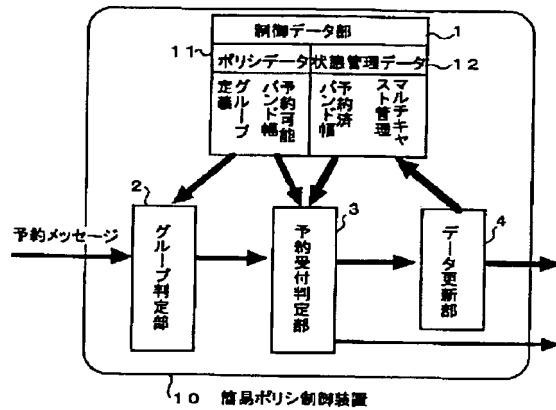 制御データ部
1
11
ポリシデータ
状態管理データ
12
グループ定義
予約可能バンド幅
予約済バンド幅
マルチキャスト管理
2
3
4
予約メッセージ
グループ判定部
予約受付判定部
データ更新部
10 簡易ポリシ制御装置